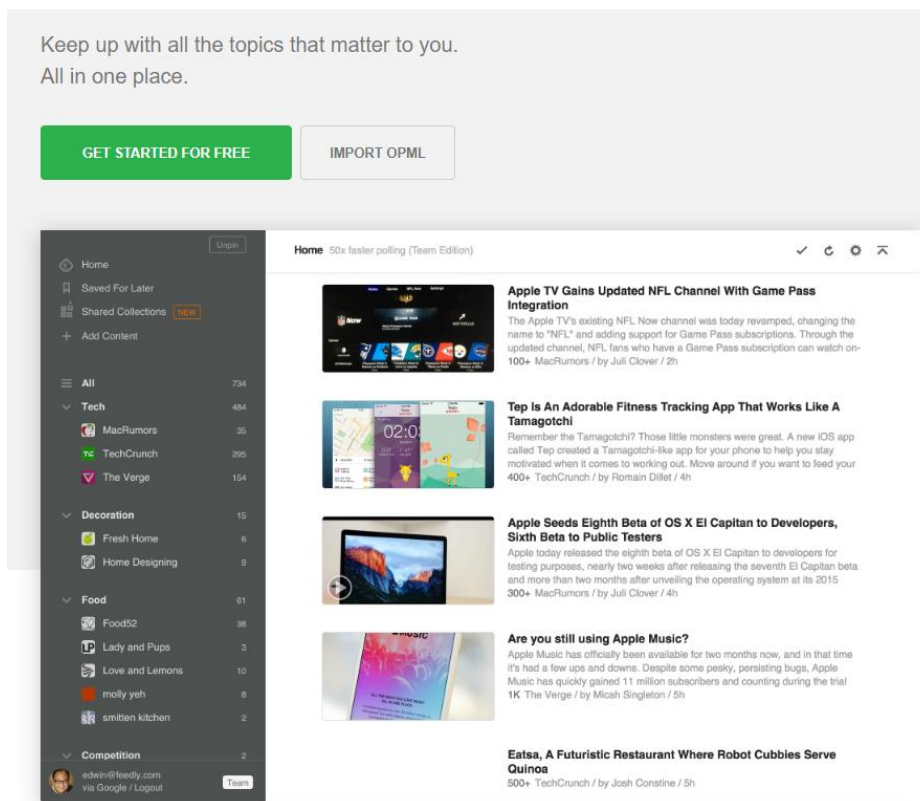 Keep up with all the topics that matter to you.
All in one place.
GET STARTED FOR FREE
IMPORT OPML
Unpin
Home
Saved For Later
Shared Collections NEW
+ Add Content
All 734
Tech 484
MacRumors 35
TechCrunch 295
The Verge 154
Decoration 15
Fresh Home 6
Home Designing 9
Food 61
Food52 38
Lady and Pups 3
Love and Lemons 10
molly yeh 8
smitten kitchen 2
Competition 2
edwin@feedly.com
via Google / Logout
Team
Home 50x faster polling (Team Edition)
Apple TV Gains Updated NFL Channel With Game Pass
Integration
The Apple TV's existing NFL Now channel was today revamped, changing the
name to "NFL" and adding support for Game Pass subscriptions. Through the
updated channel, NFL fans who have a Game Pass subscription can watch on-
100+ MacRumors / by Juli Clover / 2h
Tep Is An Adorable Fitness Tracking App That Works Like A
Tamagotchi
Remember the Tamagotchi? Those little monsters were great. A new iOS app
called Tep created a Tamagotchi-like app for your phone to help you stay
motivated when it comes to working out. Move around if you want to feed your
400+ TechCrunch / by Romain Dillet / 4h
02:0
Apple Seeds Eighth Beta of OS X El Capitan to Developers,
Sixth Beta to Public Testers
Apple today released the eighth beta of OS X El Capitan to developers for
testing purposes, nearly two weeks after releasing the seventh El Capitan beta
and more than two months after unveiling the operating system at its 2015
300+ MacRumors / by Juli Clover / 4h
Are you still using Apple Music?
Apple Music has officially been available for two months now, and in that time
it's had a few ups and downs. Despite some pesky, persisting bugs, Apple
Music has quickly gained 11 million subscribers and counting during the trial
1K The Verge / by Micah Singleton / 5h
MUSIC
Eatsa, A Futuristic Restaurant Where Robot Cubbies Serve
Quinoa
500+ TechCrunch / by Josh Constine / 5h